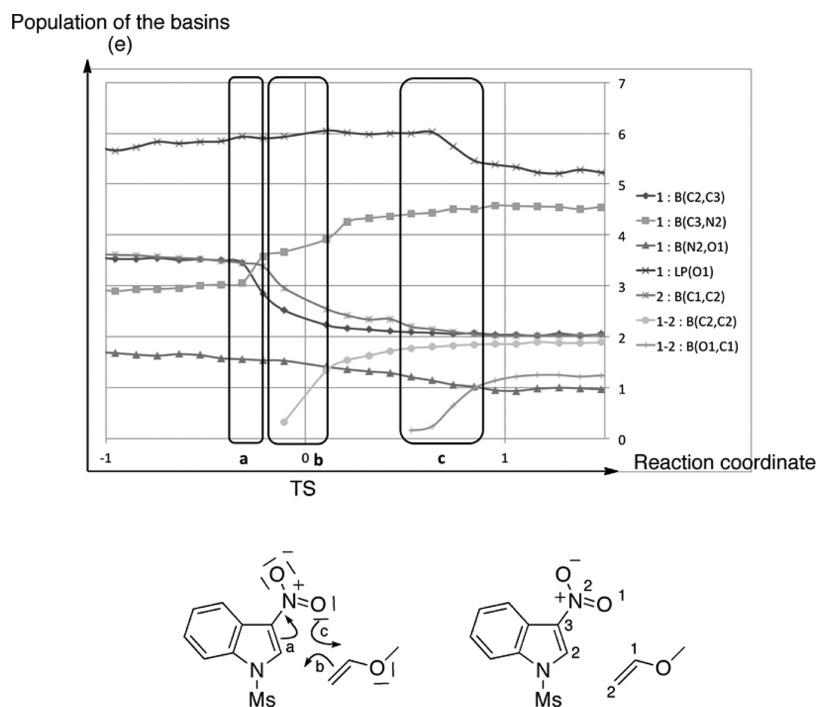 Population of the basins
(e)
7
6
5
4
3
2
1
0
1 : B(C2,C3)
1 : B(C3,N2)
1 : B(N2,O1)
1 : LP(O1)
2 : B(C1,C2)
1-2 : B(C2,C2)
1-2 : B(O1,C1)
-1 a 0 b c 1 Reaction coordinate
TS
O −
N + =O
c
a
b
N
Ms
O
O −
+ N 2 =O 1
3
2
N
Ms
1
O
2